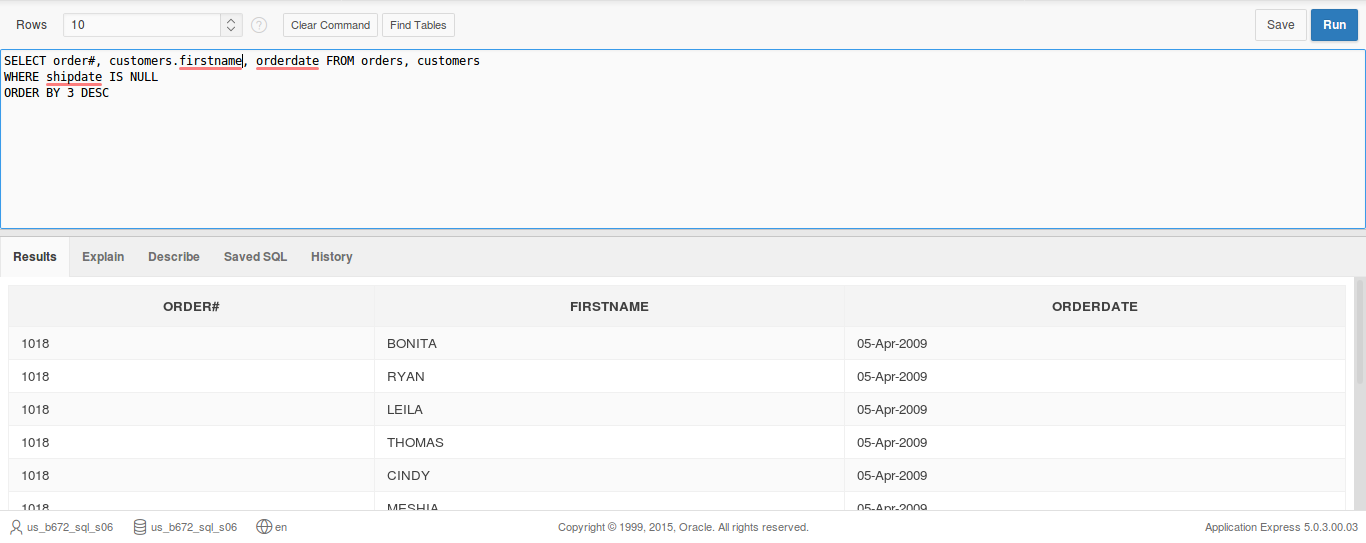 Rows 10 ? Clear Command Find Tables Save Run
SELECT order#, customers.firstname, orderdate FROM orders, customers
WHERE shipdate IS NULL
ORDER BY 3 DESC
Results Explain Describe Saved SQL History
ORDER# FIRSTNAME ORDERDATE
1018 BONITA 05-Apr-2009
1018 RYAN 05-Apr-2009
1018 LEILA 05-Apr-2009
1018 THOMAS 05-Apr-2009
1018 CINDY 05-Apr-2009
1018 MESHIA 05-Apr-2009
us_b672_sql_s06 us_b672_sql_s06 en Copyright © 1999, 2015, Oracle. All rights reserved. Application Express 5.0.3.00.03